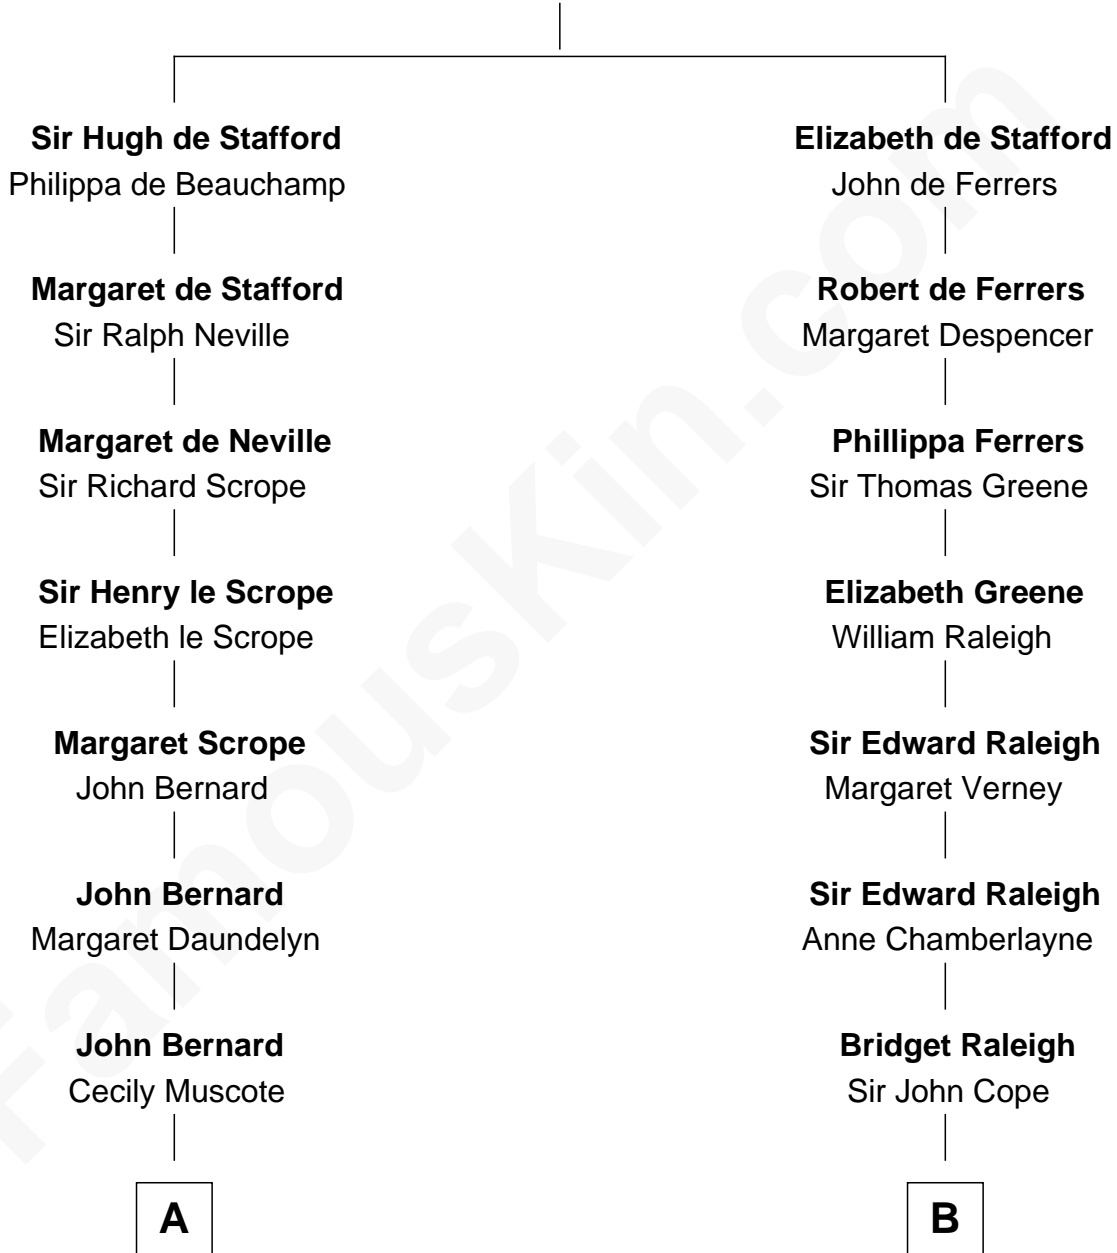 Sir Hugh de Stafford
Philippa de Beauchamp
Margaret de Stafford
Sir Ralph Neville
Margaret de Neville
Sir Richard Scrope
Sir Henry le Scrope
Elizabeth le Scrope
Margaret Scrope
John Bernard
John Bernard
Margaret Daundelyn
John Bernard
Cecily Muscote
A
Elizabeth de Stafford
John de Ferrers
Robert de Ferrers
Margaret Despencer
Phillippa Ferrers
Sir Thomas Greene
Elizabeth Greene
William Raleigh
Sir Edward Raleigh
Margaret Verney
Sir Edward Raleigh
Anne Chamberlayne
Bridget Raleigh
Sir John Cope
B
FamousKin.com